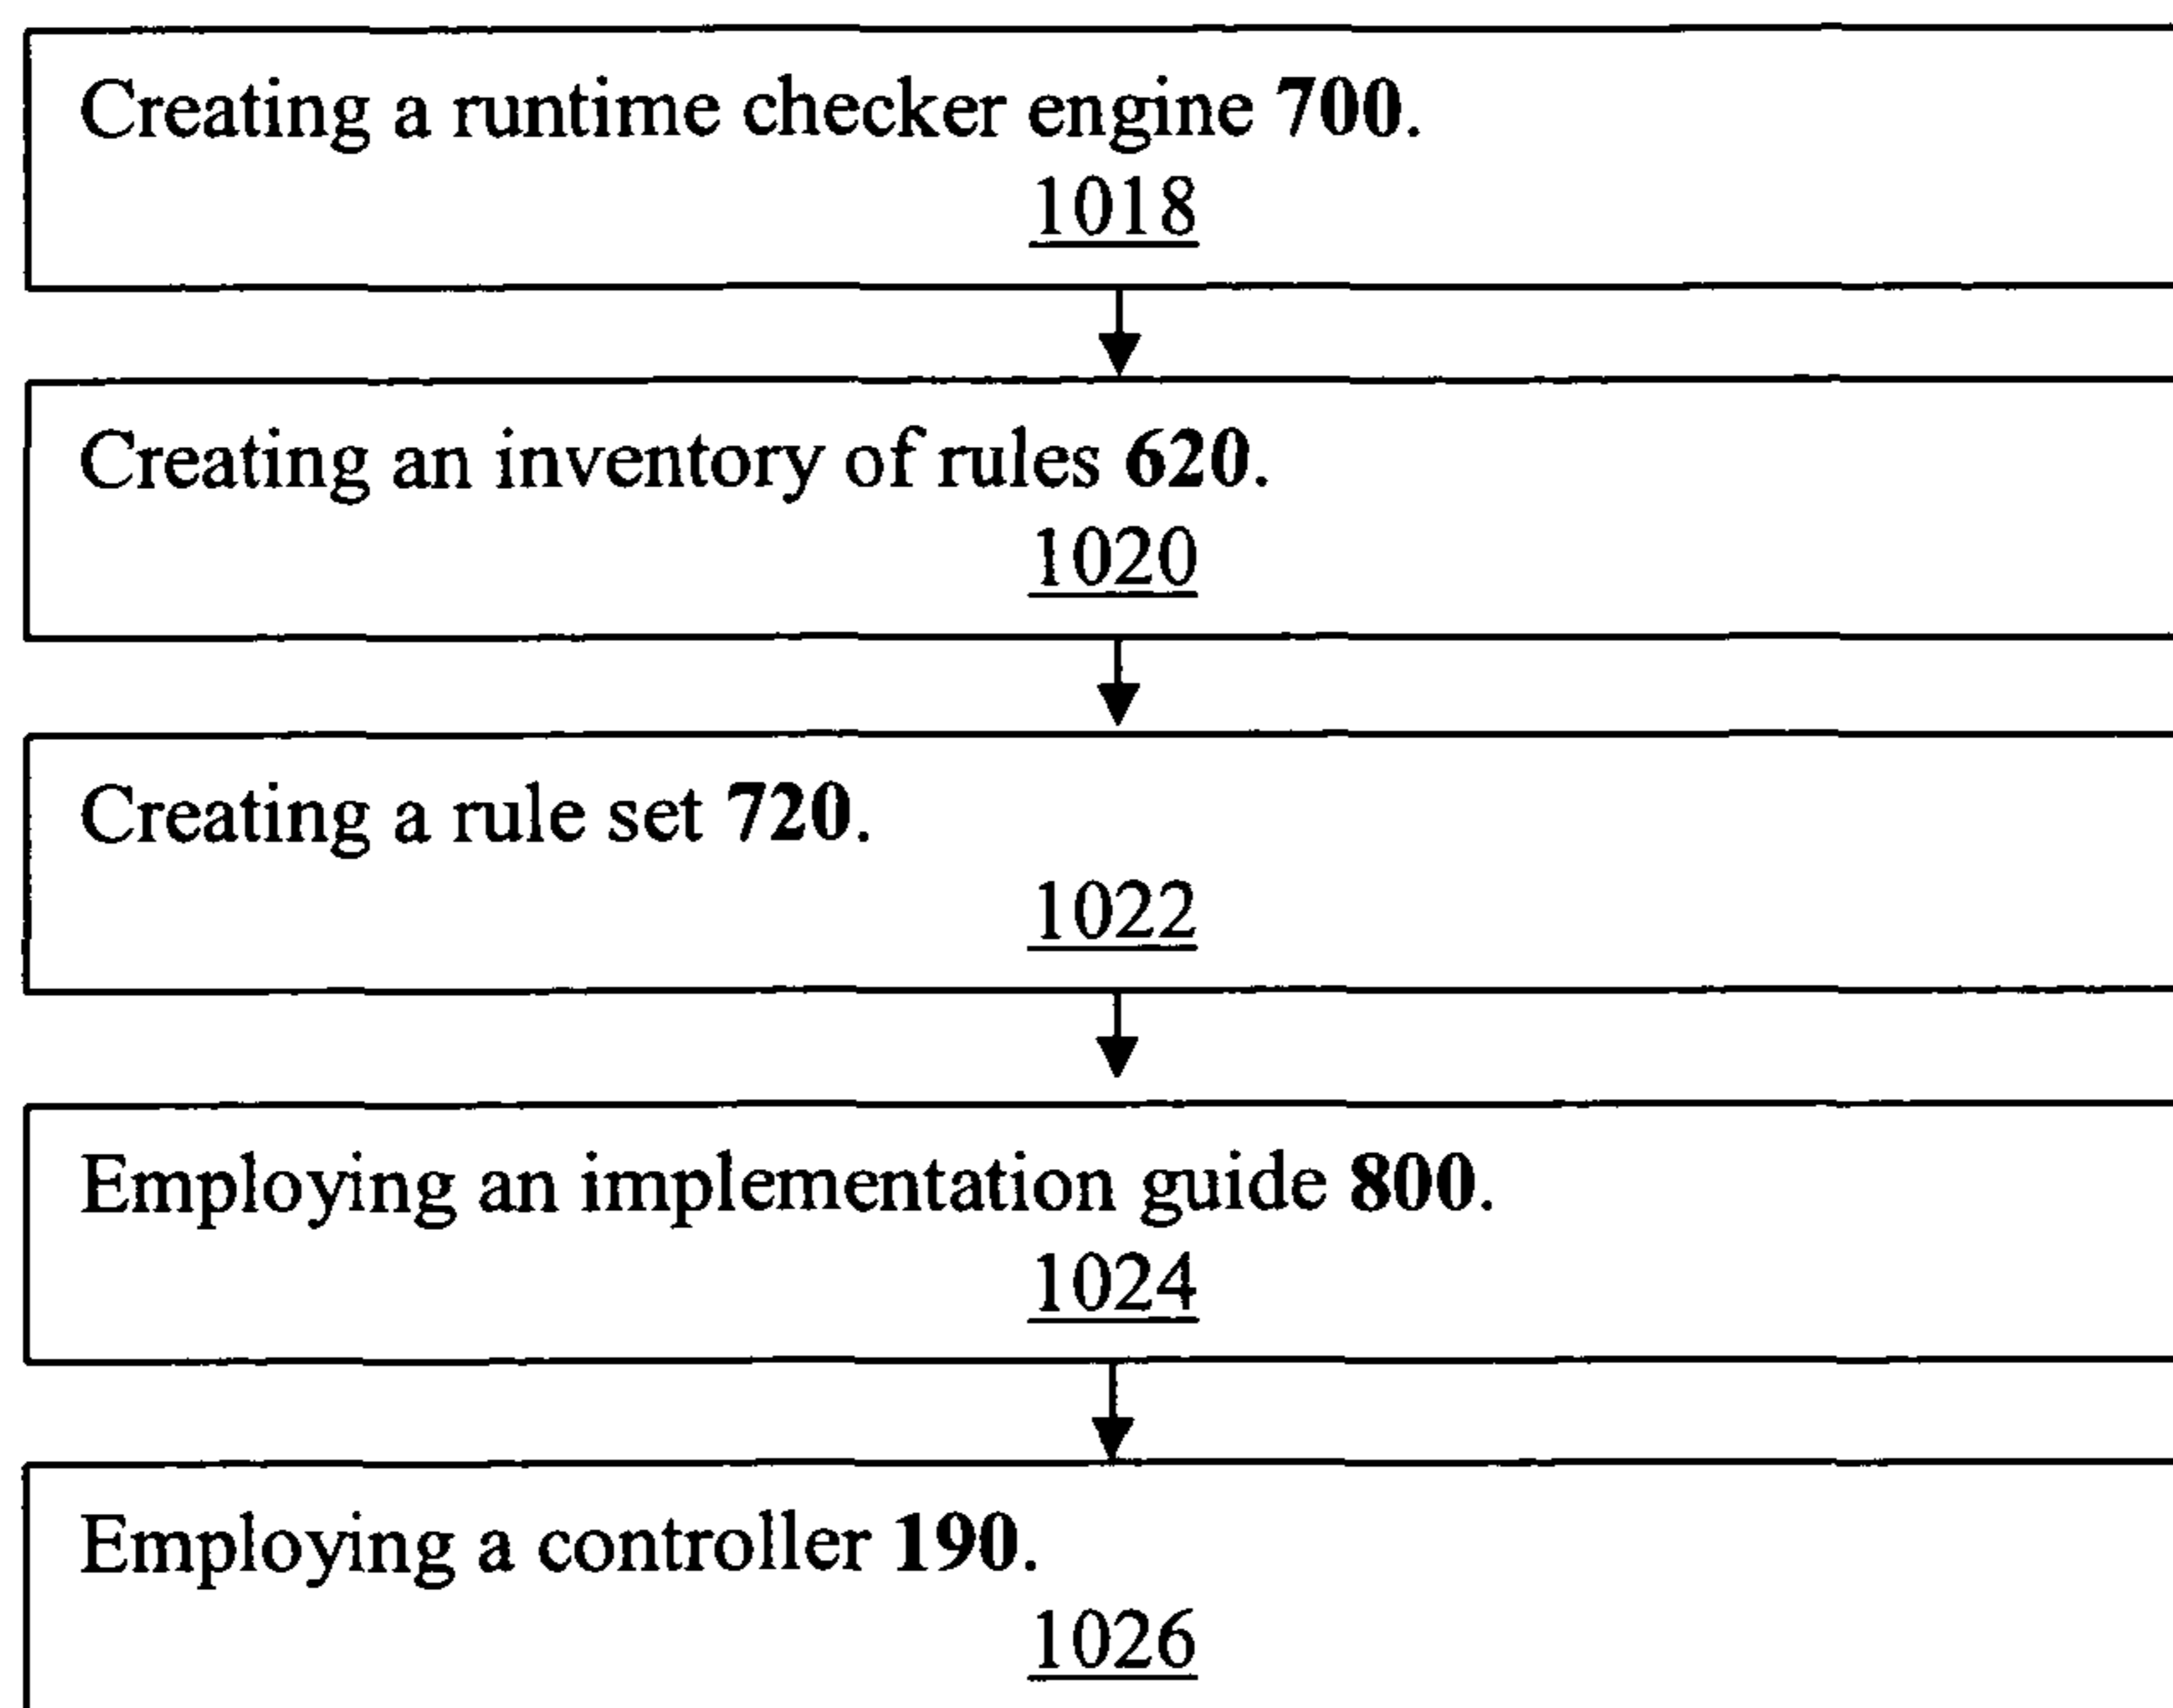 Creating a runtime checker engine 700.
1018
Creating an inventory of rules 620.
1020
Creating a rule set 720.
1022
Employing an implementation guide 800.
1024
Employing a controller 190.
1026